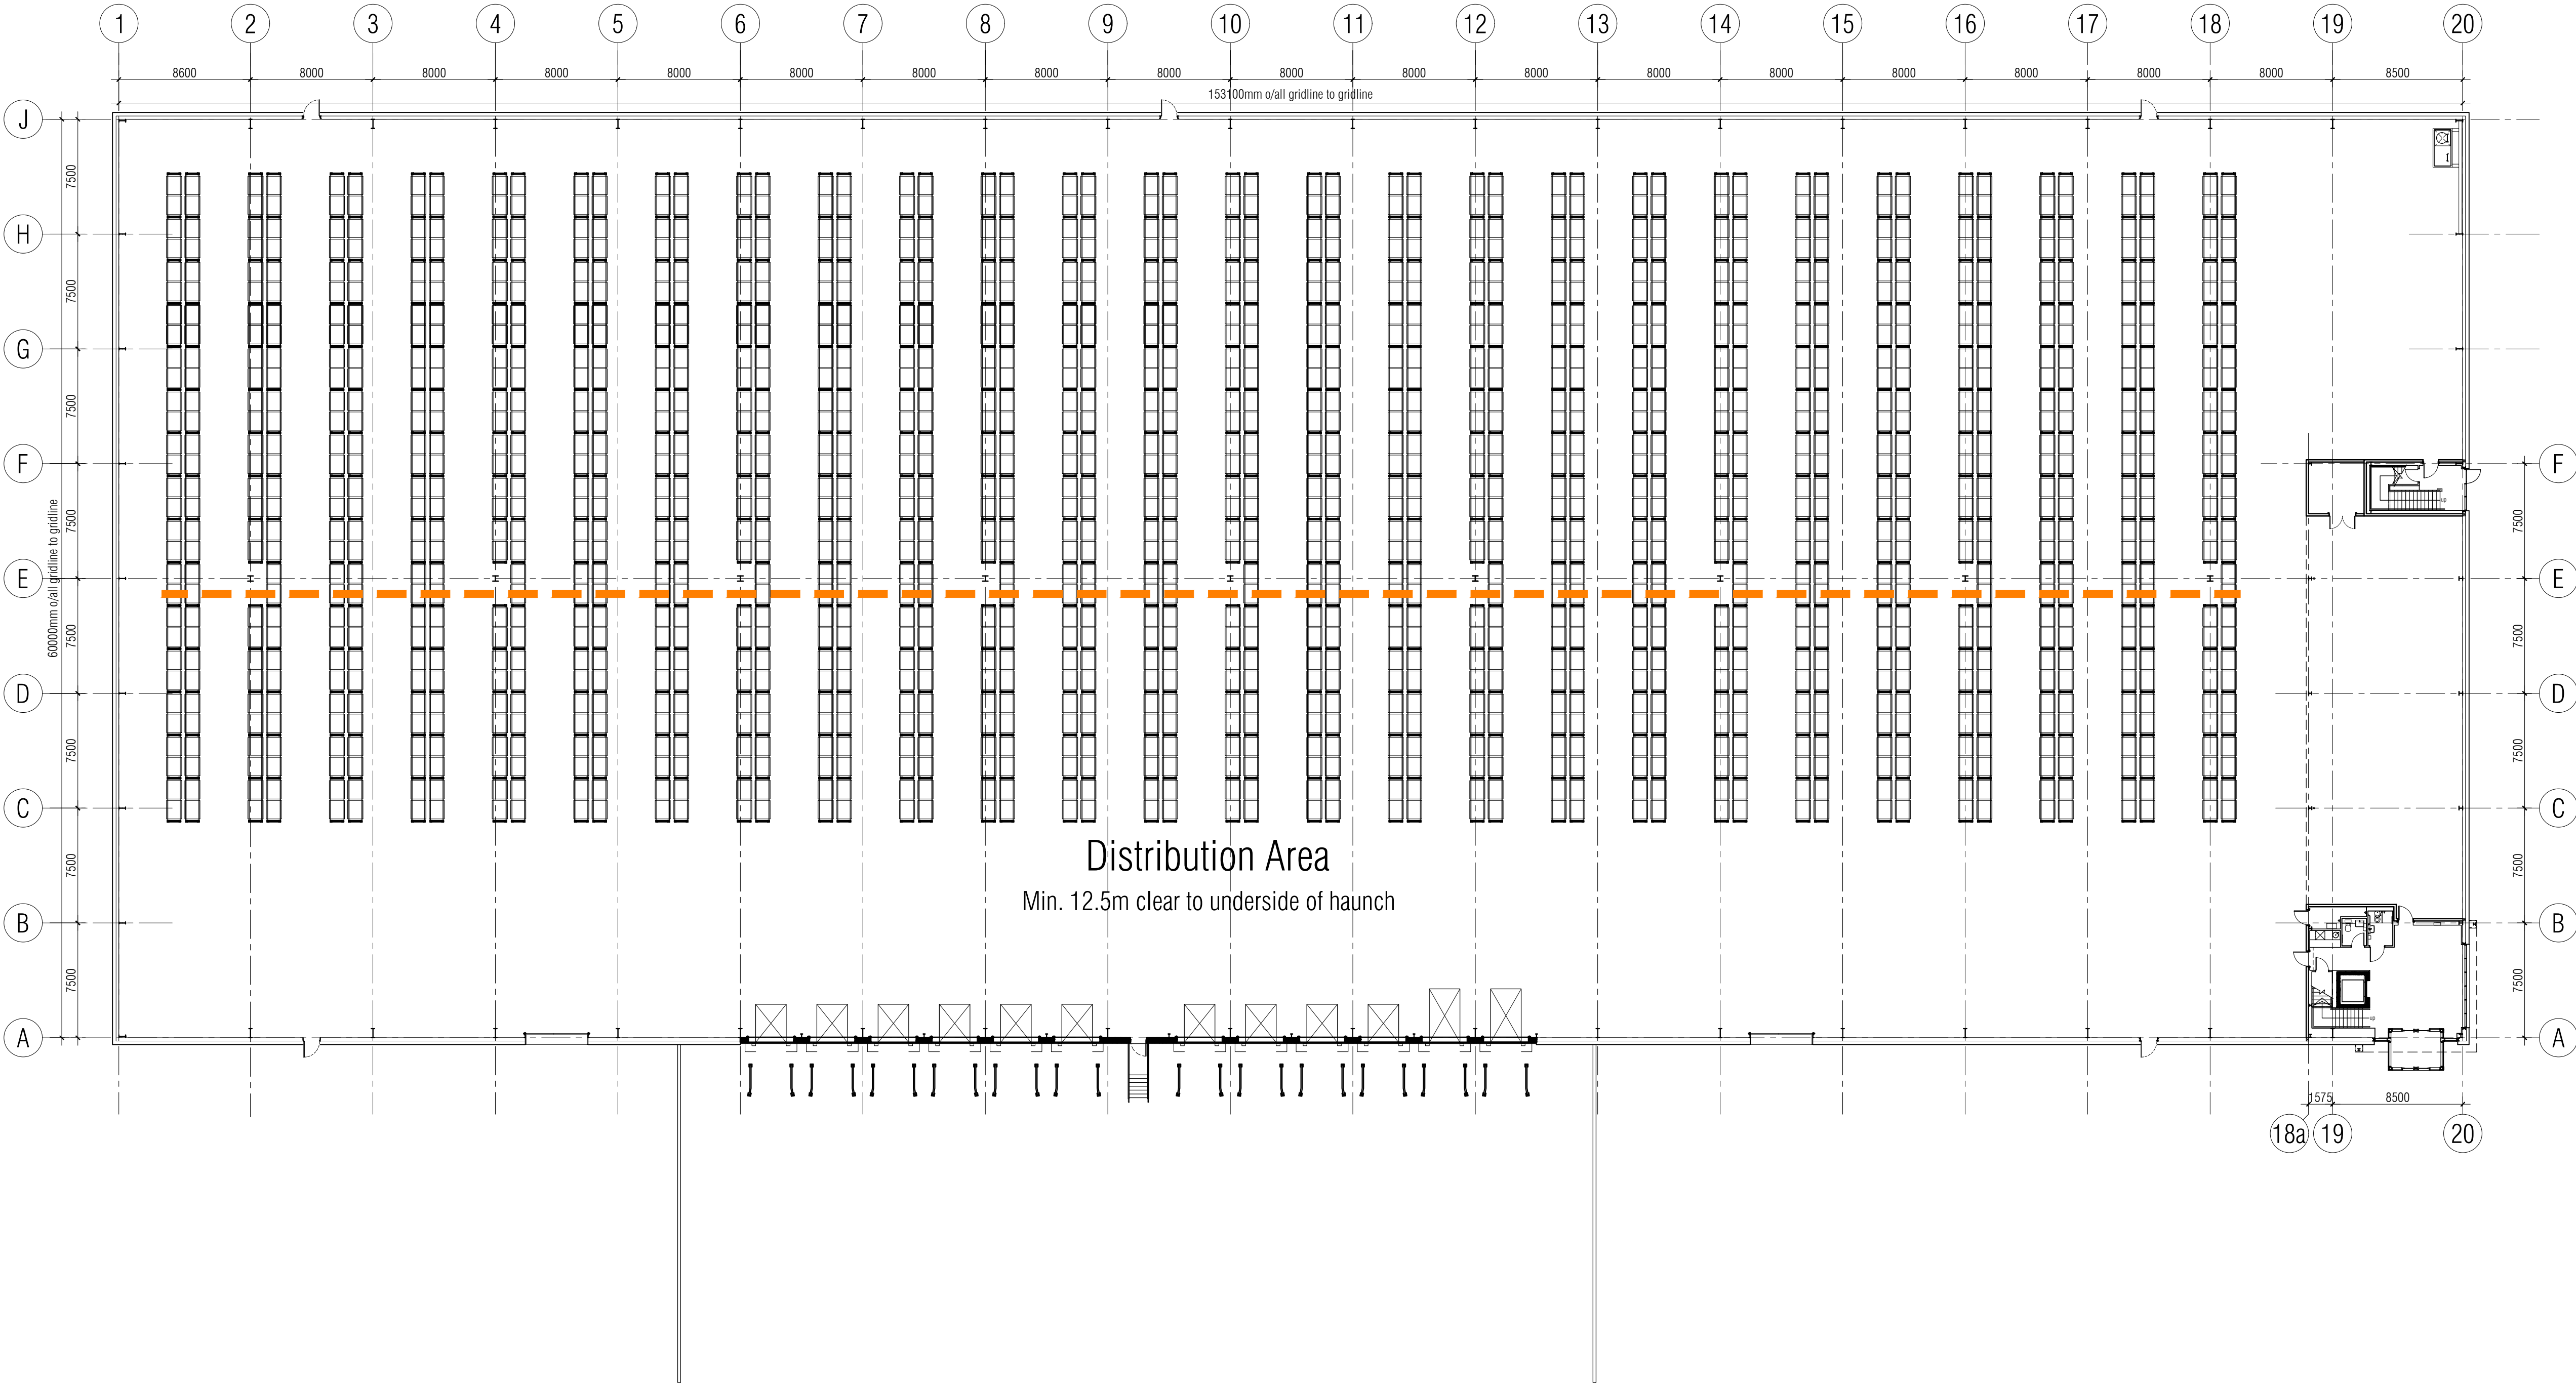 1 2 3 4 5 6 7 8 9 10 11 12 13 14 15 16 17 18 19 20
8600 8000 8000 8000 8000 8000 8000 8000 8000 8000 8000 8000 8000 8000 8000 8000 8000 8000 8500
153100mm o/all gridline to gridline
J
7500
H
7500
G
7500
F F
7500 7500
60000mm o/all gridline to gridline
up
E E
7500 7500
D D
7500 7500
C C
Distribution Area
Min. 12.5m clear to underside of haunch
7500 7500
B B
7500 7500
up
A A
1575 8500
18a 19 20